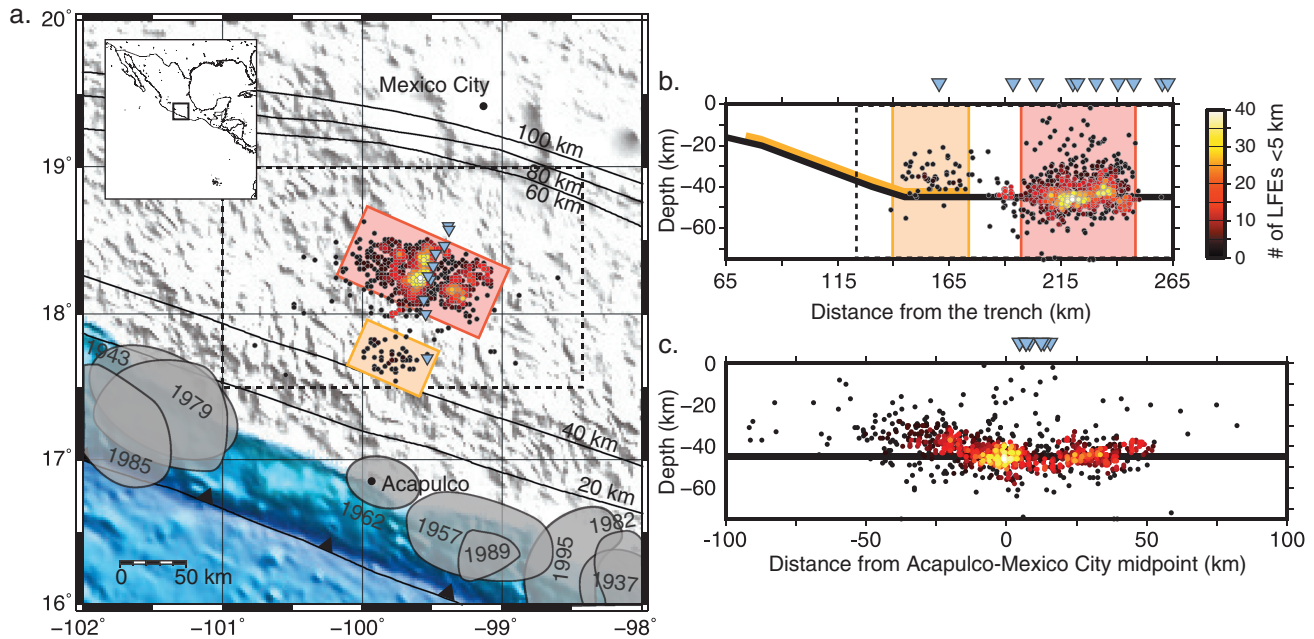 a.
20°
19°
18°
17°
16°
−102°
−101°
−100°
−99°
−98°
Mexico City
100 km
80 km
60 km
40 km
20 km
1943
1979
1985
Acapulco
1962
1957
1989
1995
1982
1937
0 50 km
b.
Depth (km)
0
−20
−40
−60
65 115 165 215 265
Distance from the trench (km)
40
30
20
10
0
# of LFEs <5 km
c.
Depth (km)
0
−20
−40
−60
-100 -50 0 50 100
Distance from Acapulco-Mexico City midpoint (km)